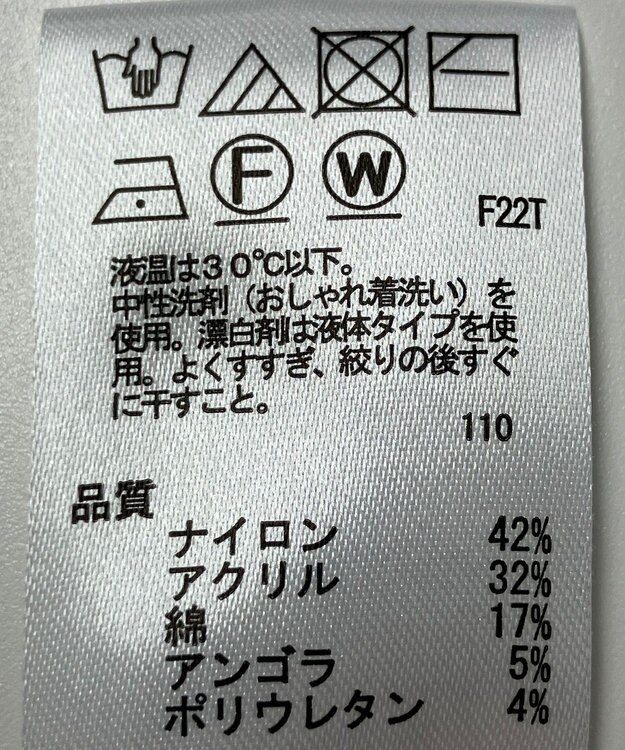 F W
F22T
液温は30℃以下。
中性洗剤（おしゃれ着洗い）を
使用。漂白剤は液体タイプを使
用。よくすすぎ、絞りの後すぐ
に干すこと。
110
品質
ナイロン 42%
アクリル 32%
綿 17%
アンゴラ 5%
ポリウレタン 4%